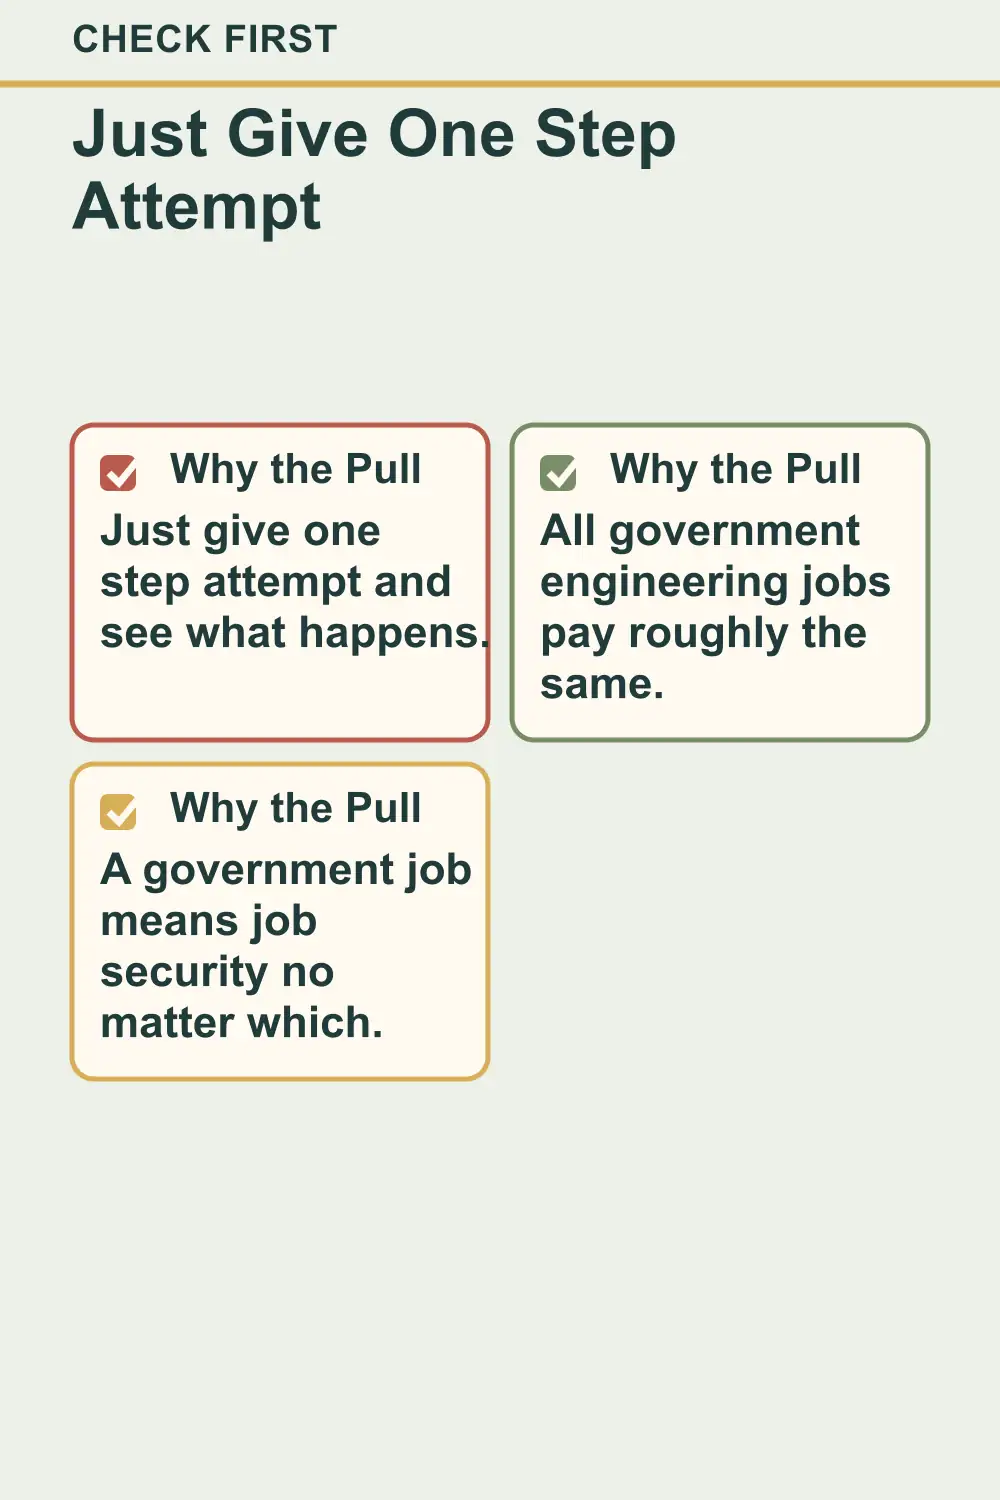 CHECK FIRST
Just Give One Step
Attempt
Why the Pull
Just give one
step attempt and
see what happens.
Why the Pull
All government
engineering jobs
pay roughly the
same.
Why the Pull
A government job
means job
security no
matter which.